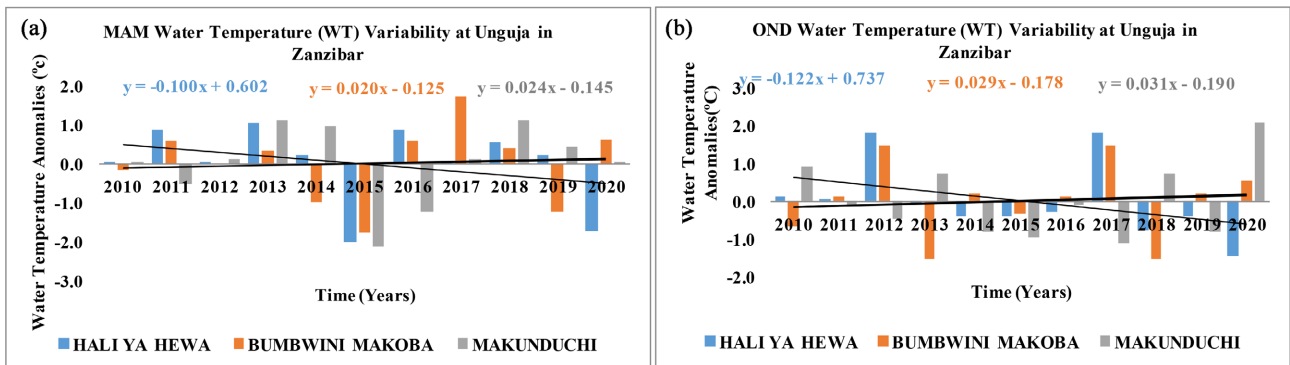 (a)
MAM Water Temperature (WT) Variability at Unguja in
Zanzibar
Water Temperature Anomalies (ºc)
y = -0.100x + 0.602
y = 0.020x - 0.125
y = 0.024x - 0.145
2.0
1.0
0.0
-1.0
-2.0
-3.0
2010 2011 2012 2013 2014 2015 2016 2017 2018 2019 2020
Time (Years)
HALI YA HEWA BUMBWINI MAKOBA MAKUNDUCHI
(b)
OND Water Temperature (WT) Variability at Unguja in
Zanzibar
Water Temperature
Anomalies(ºC)
y = -0.122x + 0.737
y = 0.029x - 0.178
y = 0.031x - 0.190
3.0
2.0
1.0
0.0
-1.0
-2.0
2010 2011 2012 2013 2014 2015 2016 2017 2018 2019 2020
Time (Years)
HALI YA HEWA BUMBWINI MAKOBA MAKUNDUCHI